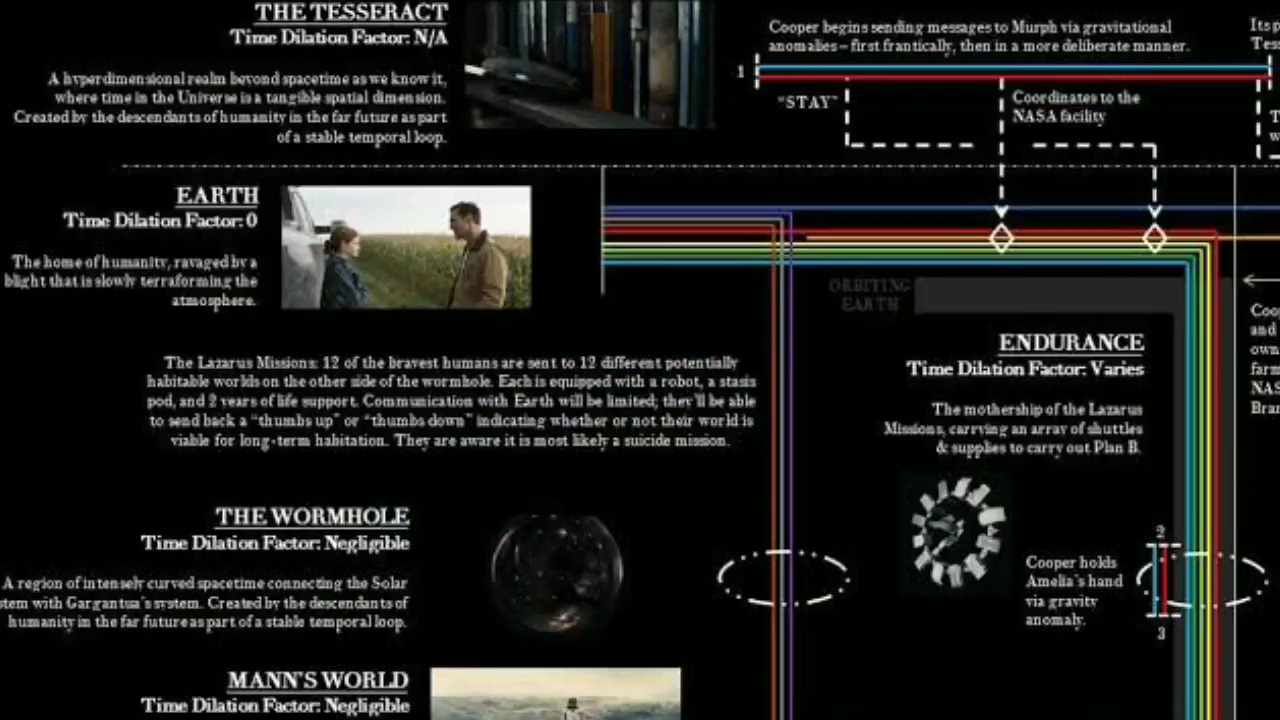 THE TESSERACT
Time Dilation Factor: N/A
A hyperdimensional realm beyond spacetime as we know it,
where time in the Universe is a tangible spatial dimension.
Created by the descendants of humanity in the far future as part
of a stable temporal loop.
Cooper begins sending messages to Murph via gravitational
anomalies – first frantically, then in a more deliberate manner.
1
"STAY"
Coordinates to the
NASA facility
EARTH
Time Dilation Factor: 0
The home of humanity, ravaged by a
blight that is slowly terraforming the
atmosphere.
ORBITING
EARTH
The Lazarus Missions: 12 of the bravest humans are sent to 12 different potentially
habitable worlds on the other side of the wormhole. Each is equipped with a robot, a stasis
pod, and 2 years of life support. Communication with Earth will be limited; they'll be able
to send back a "thumbs up" or "thumbs down" indicating whether or not their world is
viable for long-term habitation. They are aware it is most likely a suicide mission.
ENDURANCE
Time Dilation Factor: Varies
The mothership of the Lazarus
Missions, carrying an array of shuttles
& supplies to carry out Plan B.
and
own
THE WORMHOLE
Time Dilation Factor: Negligible
A region of intensely curved spacetime connecting the Solar
stem with Gargantua's system. Created by the descendants of
humanity in the far future as part of a stable temporal loop.
2
Cooper holds
Amelia's hand
via gravity
anomaly.
3
MANN'S WORLD
Time Dilation Factor: Negligible